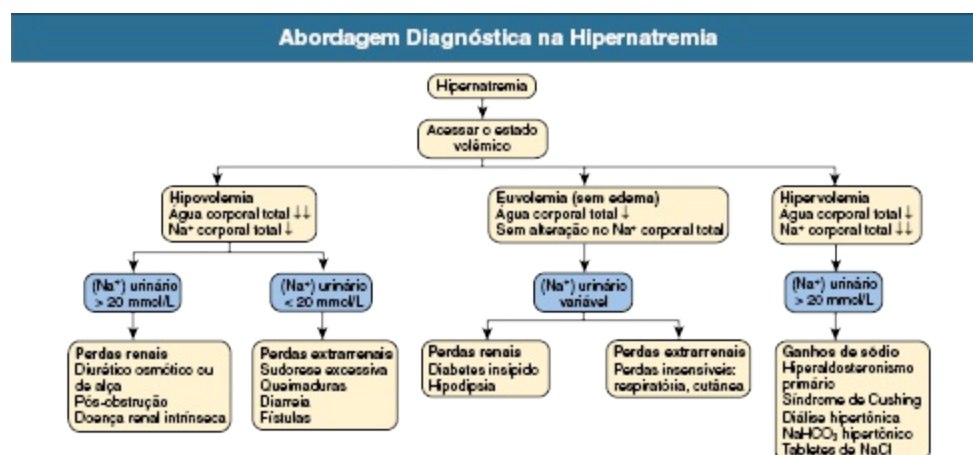 Abordagem Diagnóstica na Hipernatremia
Hipernatremia
Acessar o estado
volêmico
Hipovolemia
Água corporal total ↓↓
Na⁺ corporal total ↓
Euvolemia (sem edema)
Água corporal total ↓
Sem alteração no Na⁺ corporal total
Hipervolemia
Água corporal total ↓
Na⁺ corporal total ↓↓
(Na⁺) urinário
> 20 mmol/L
(Na⁺) urinário
< 20 mmol/L
(Na⁺) urinário
variável
(Na⁺) urinário
> 20 mmol/L
Perdas renais
Diurético osmótico ou
de alça
Pós-obstrução
Doença renal intrínseca
Perdas extrarrenais
Sudorese excessiva
Queimaduras
Diarreia
Fístulas
Perdas renais
Diabetes insípido
Hipodipsia
Perdas extrarrenais
Perdas insensíveis:
respiratória, cutânea
Ganhos de sódio
Hiperaldosteronismo
primário
Síndrome de Cushing
Diálise hipertônica
NaHCO₃ hipertônico
Tabletes de NaCl